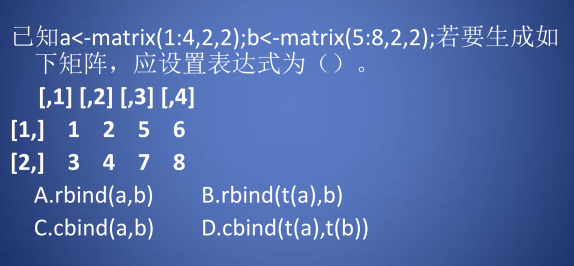 已知a<-matrix(1:4,2,2);b<-matrix(5:8,2,2);若要生成如
下矩阵，应设置表达式为（）。
[,1] [,2] [,3] [,4]
[1,] 1 2 5 6
[2,] 3 4 7 8
A.rbind(a,b) B.rbind(t(a),b)
C.cbind(a,b) D.cbind(t(a),t(b))